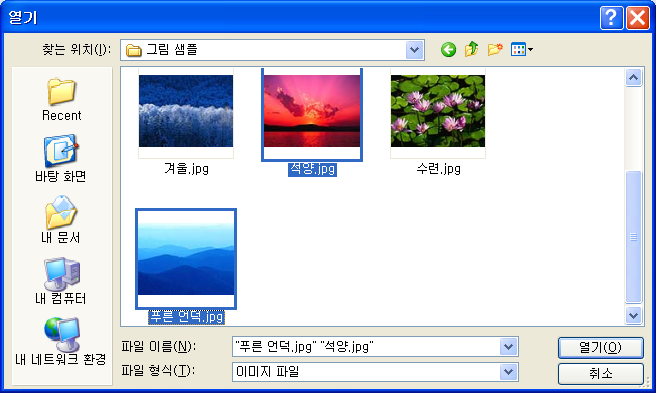 열기
찾는 위치(I):
그림 샘플
Recent
바탕 화면
내 문서
내 컴퓨터
내 네트워크 환경
겨울.jpg
석양.jpg
수련.jpg
푸른 언덕.jpg
파일 이름(N):
"푸른 언덕.jpg" "석양.jpg"
열기(O)
파일 형식(T):
이미지 파일
취소